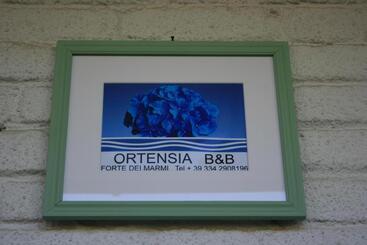 ORTENSIA B&B
FORTE DEI MARMI Tel + 39 334 2908196